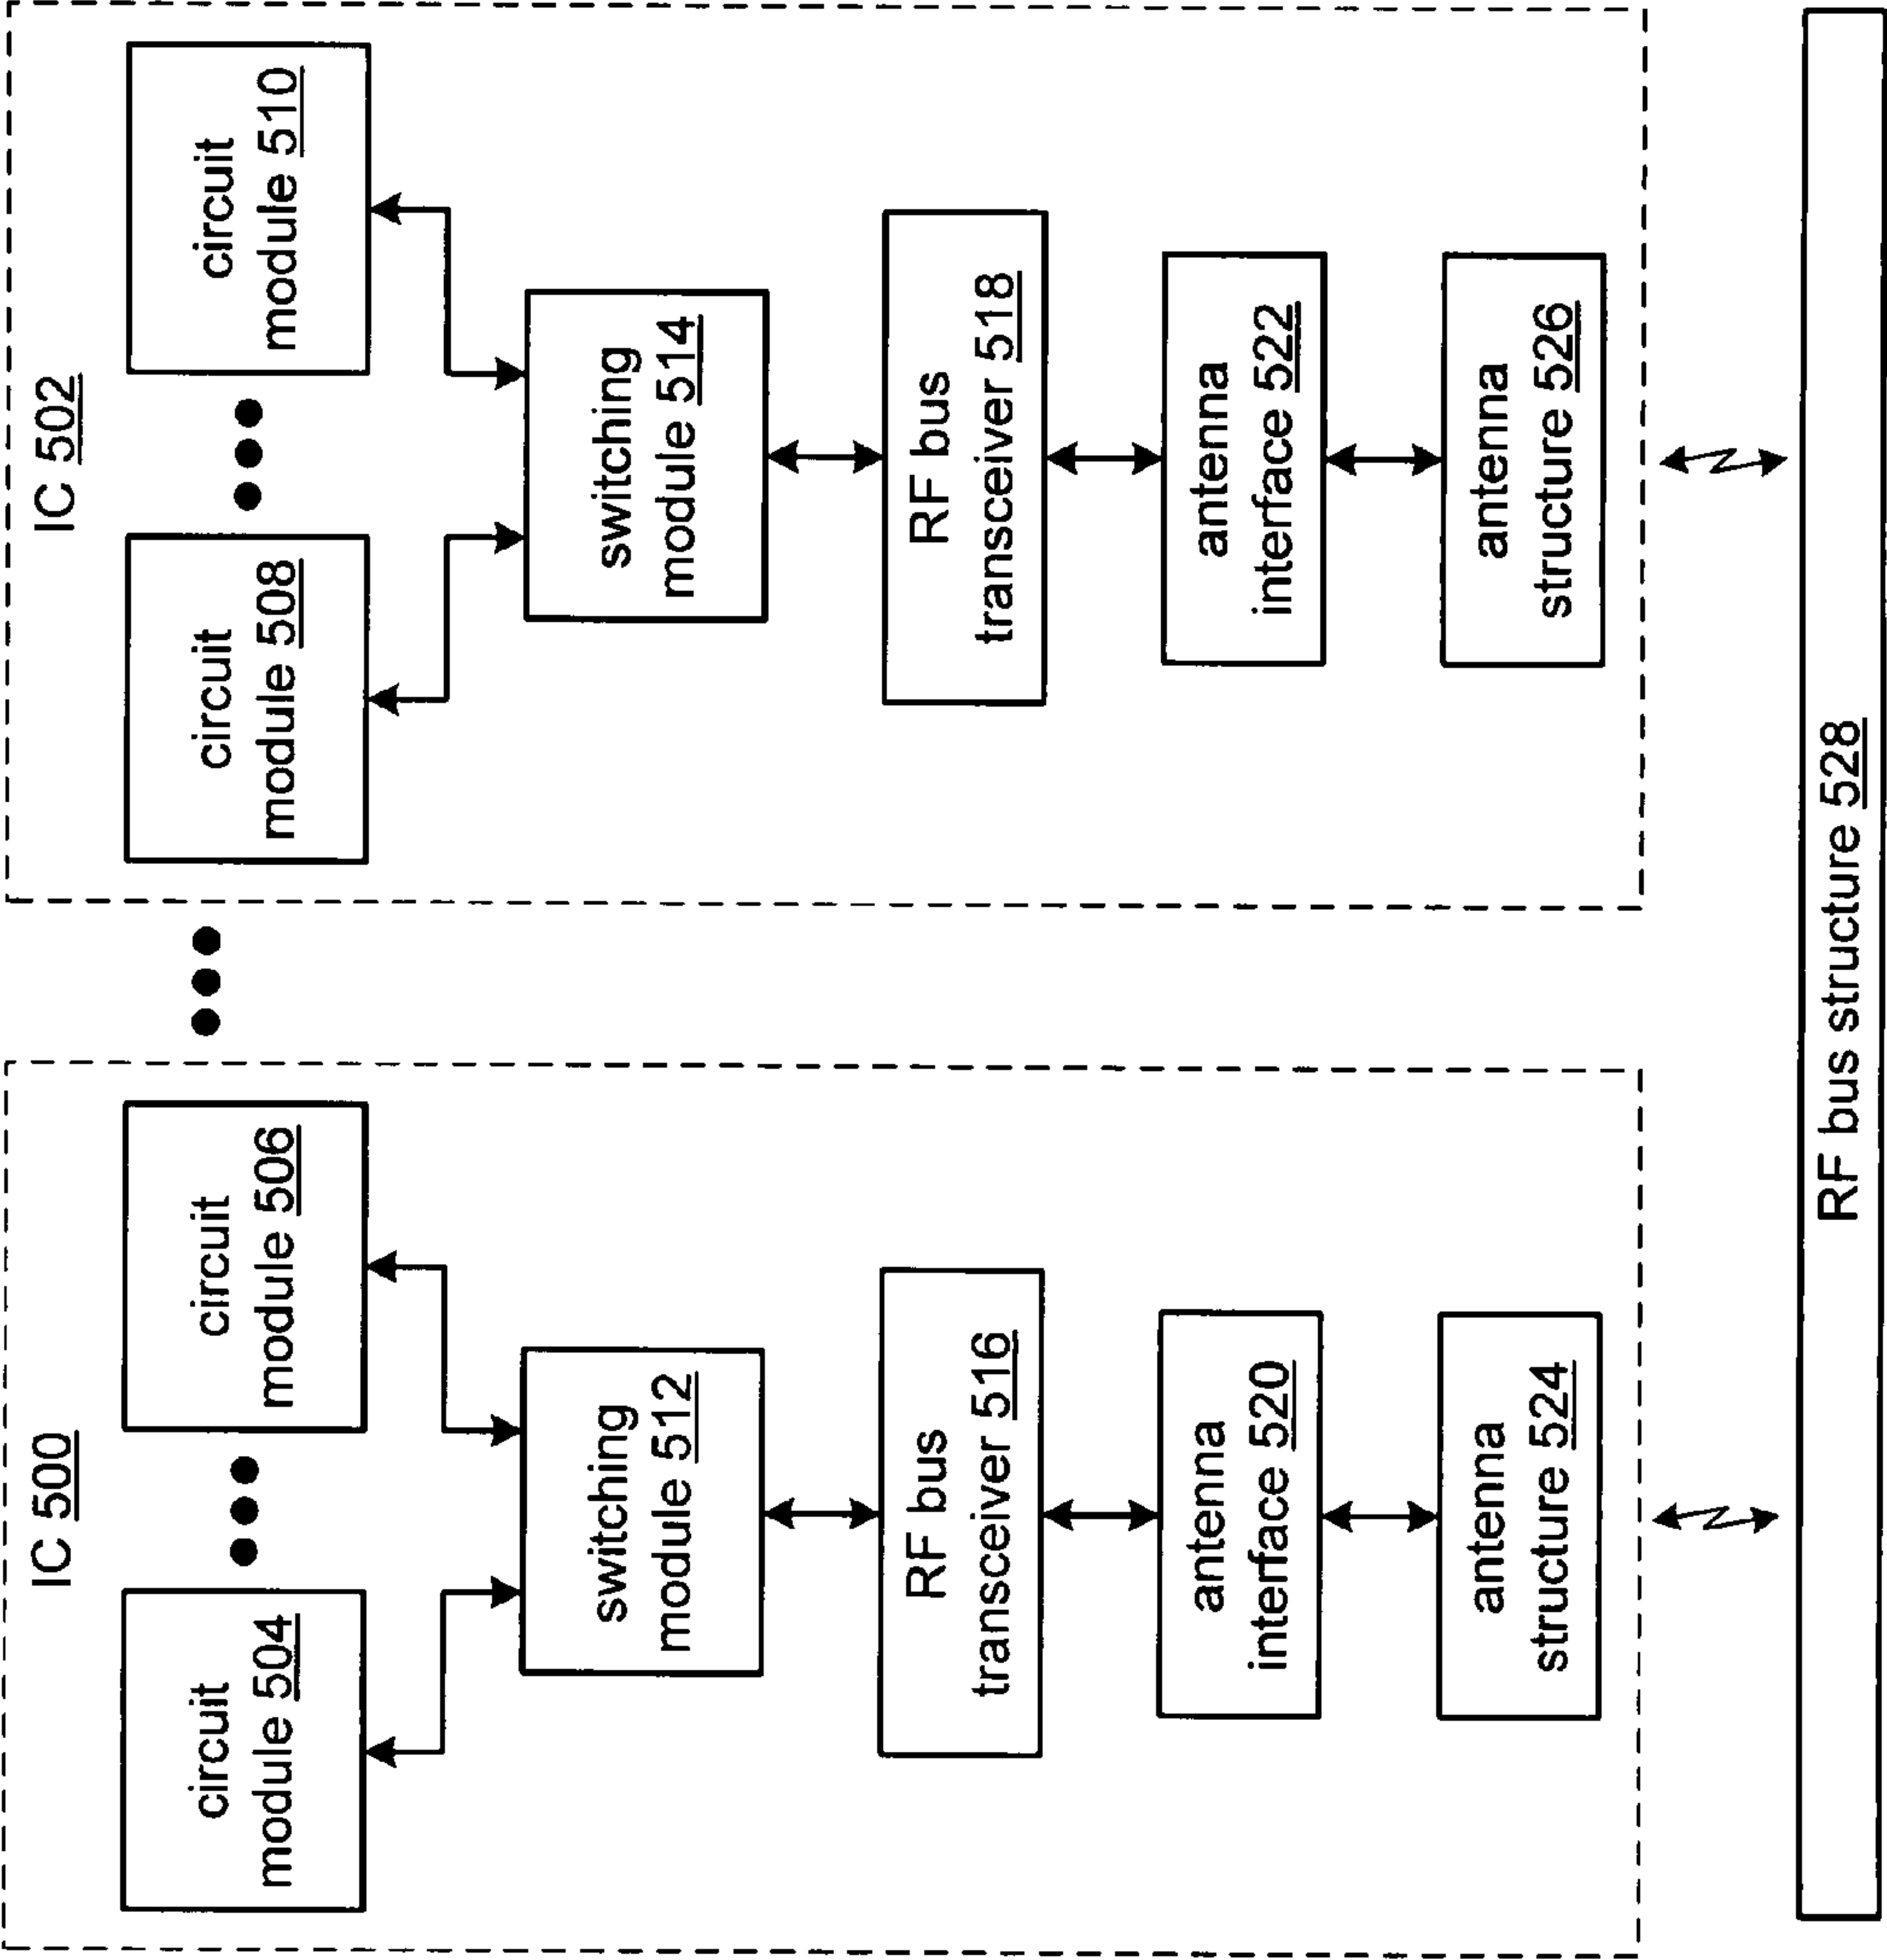 IC 500
circuit
module 504
circuit
module 506
switching
module 512
RF bus
transceiver 516
antenna
interface 520
antenna
structure 524
IC 502
circuit
module 508
circuit
module 510
switching
module 514
RF bus
transceiver 518
antenna
interface 522
antenna
structure 526
RF bus structure 528